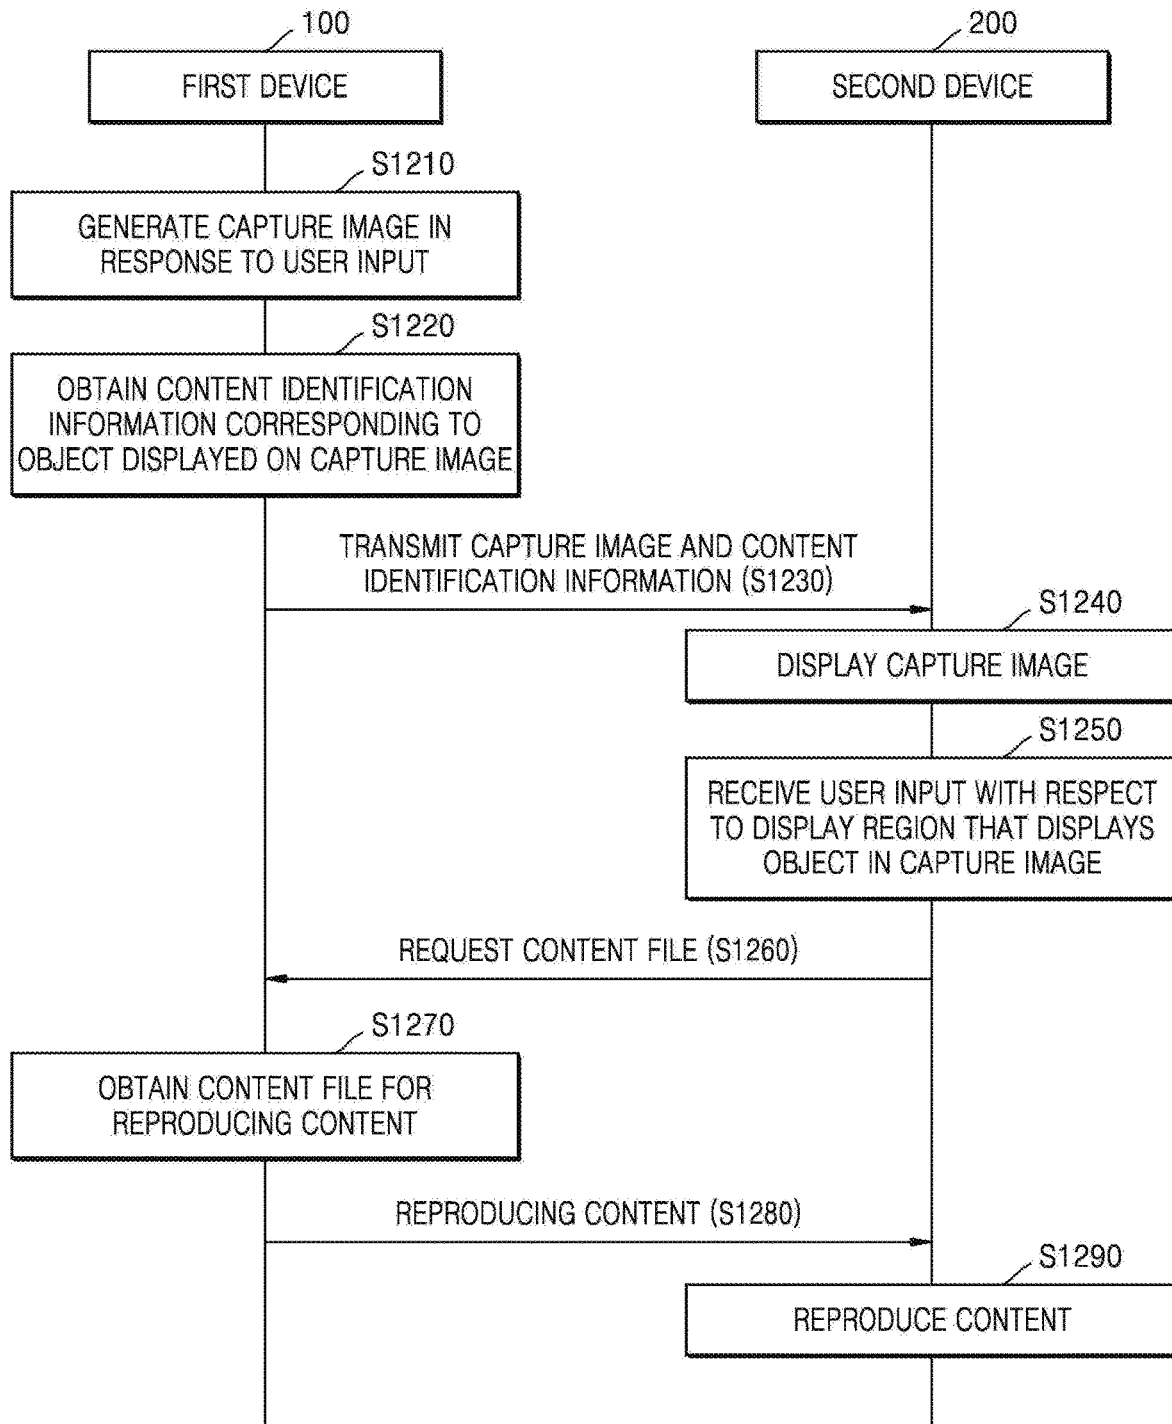 100
200
FIRST DEVICE
SECOND DEVICE
S1210
GENERATE CAPTURE IMAGE IN
RESPONSE TO USER INPUT
S1220
OBTAIN CONTENT IDENTIFICATION
INFORMATION CORRESPONDING TO
OBJECT DISPLAYED ON CAPTURE IMAGE
TRANSMIT CAPTURE IMAGE AND CONTENT
IDENTIFICATION INFORMATION (S1230)
S1240
DISPLAY CAPTURE IMAGE
S1250
RECEIVE USER INPUT WITH RESPECT
TO DISPLAY REGION THAT DISPLAYS
OBJECT IN CAPTURE IMAGE
REQUEST CONTENT FILE (S1260)
S1270
OBTAIN CONTENT FILE FOR
REPRODUCING CONTENT
REPRODUCING CONTENT (S1280)
S1290
REPRODUCE CONTENT